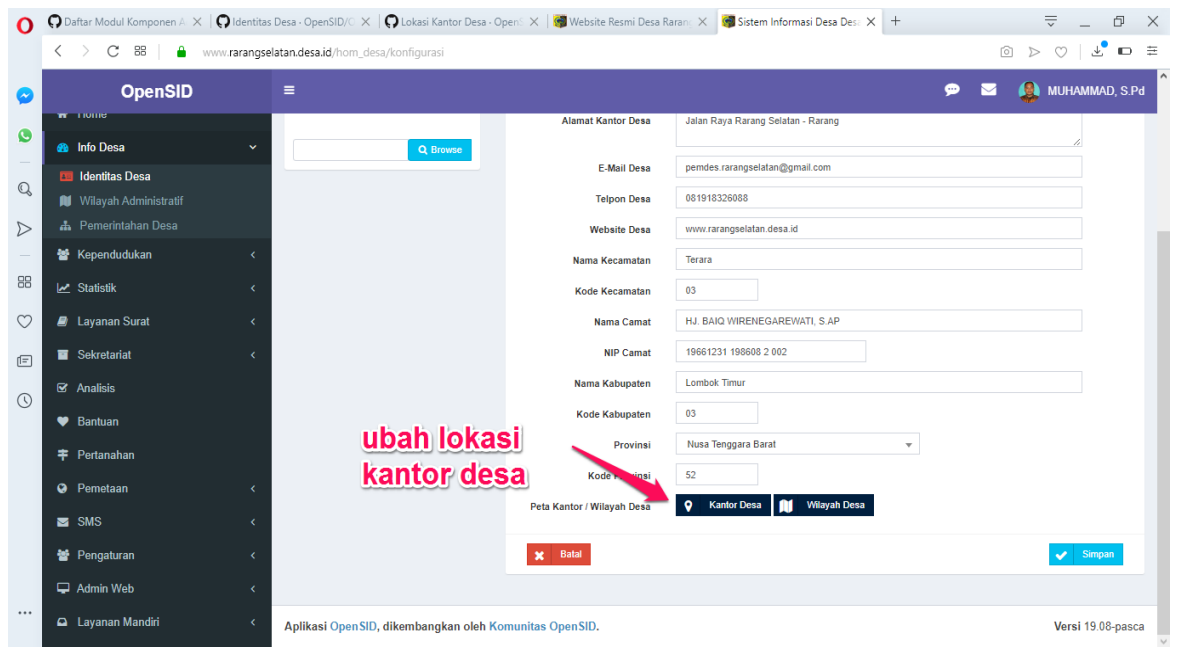 Daftar Modul Komponen A
Identitas Desa · OpenSID/O
Lokasi Kantor Desa · Open
Website Resmi Desa Rarang
Sistem Informasi Desa Desa
www.rarangselatan.desa.id/hom_desa/konfigurasi
OpenSID
MUHAMMAD, S.Pd
Home
Info Desa
Identitas Desa
Wilayah Administratif
Pemerintahan Desa
Kependudukan
Statistik
Layanan Surat
Sekretariat
Analisis
Bantuan
Pertanahan
Pemetaan
SMS
Pengaturan
Admin Web
Layanan Mandiri
Browse
Alamat Kantor Desa Jalan Raya Rarang Selatan - Rarang
E-Mail Desa pemdes.rarangselatan@gmail.com
Telpon Desa 081918326088
Website Desa www.rarangselatan.desa.id
Nama Kecamatan Terara
Kode Kecamatan 03
Nama Camat HJ. BAIQ WIRENEGAREWATI, S.AP
NIP Camat 19661231 198608 2 002
Nama Kabupaten Lombok Timur
Kode Kabupaten 03
Provinsi Nusa Tenggara Barat
Kode Provinsi 52
Peta Kantor / Wilayah Desa Kantor Desa Wilayah Desa
ubah lokasi
kantor desa
Batal Simpan
Aplikasi OpenSID, dikembangkan oleh Komunitas OpenSID. Versi 19.08-pasca